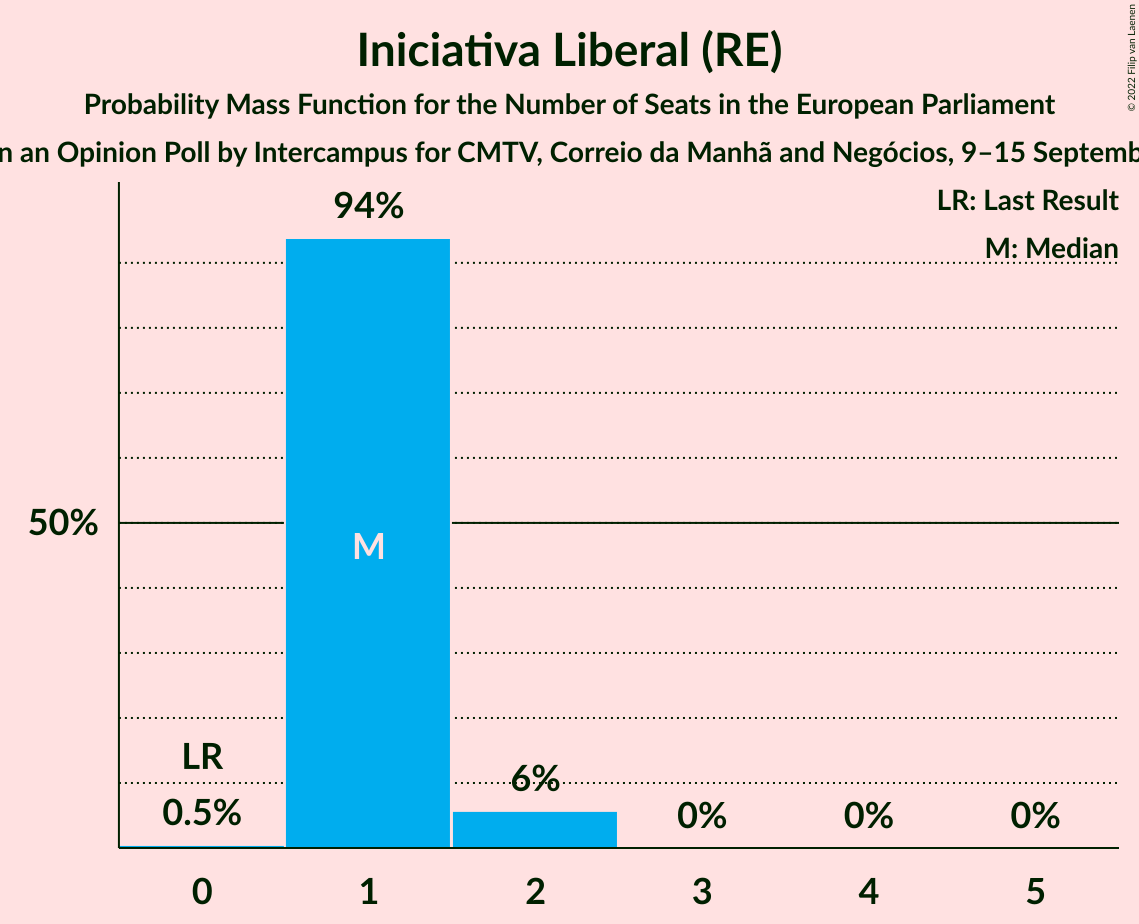 Iniciativa Liberal (RE)
Probability Mass Function for the Number of Seats in the European Parliament
an Opinion Poll by Intercampus for CMTV, Correio da Manhã and Negócios, 9–15
© 2022 Filip van Laenen
LR: Last Result
M: Median
94%
50%
M
LR
0.5%
6%
0%
0%
0%
0
1
2
3
4
5